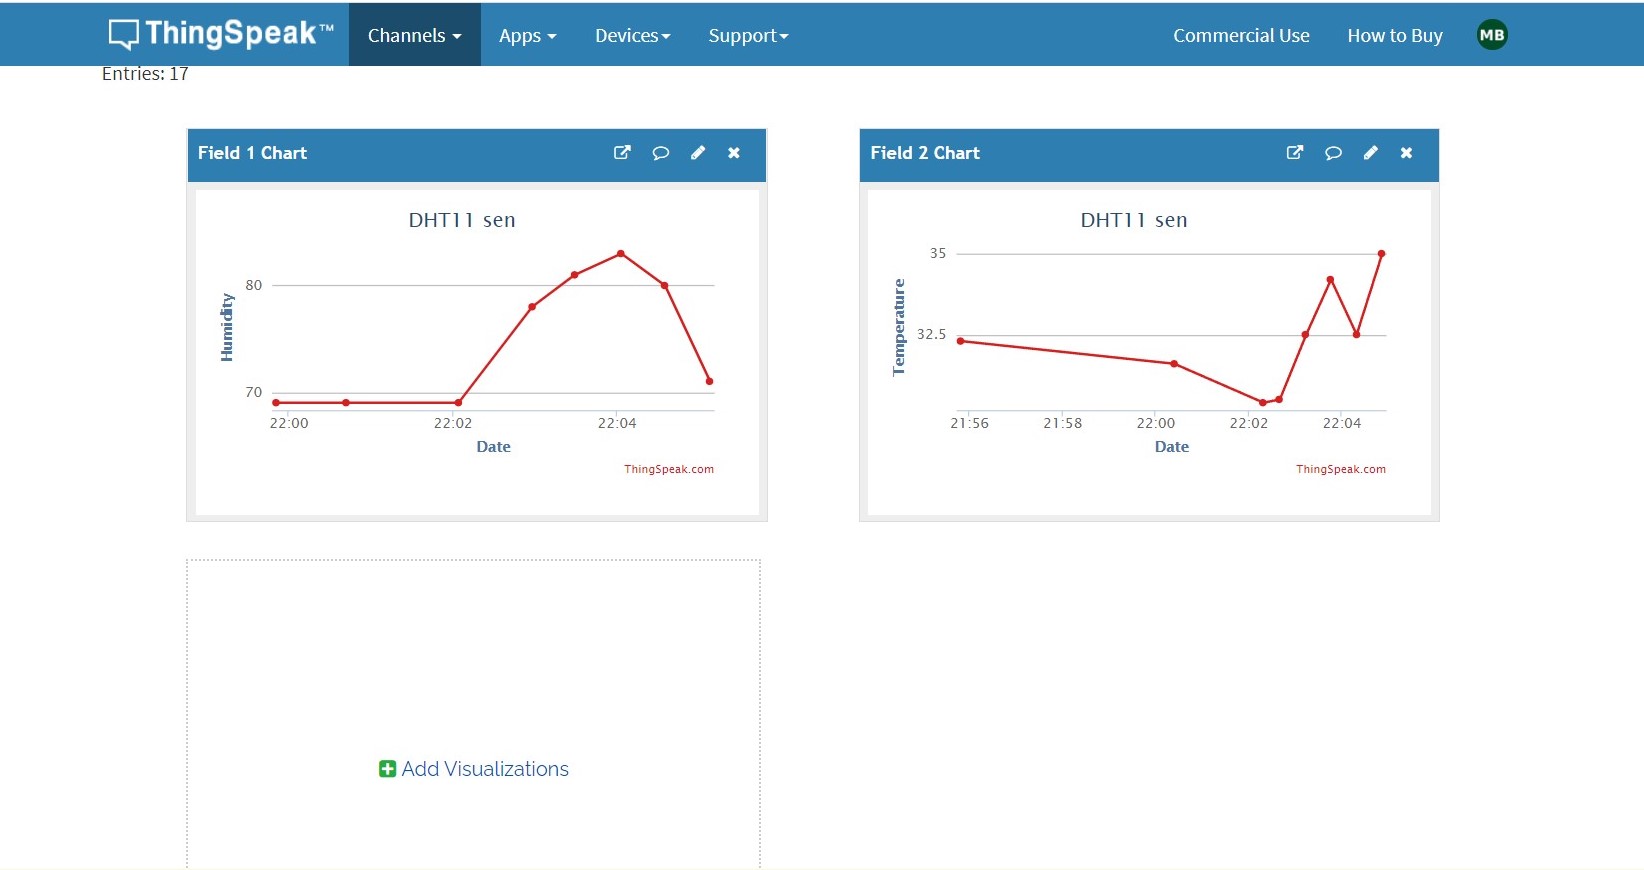 ThingSpeak™ Channels Apps Devices Support Commercial Use How to Buy MB
Entries: 17
Field 1 Chart
DHT11 sen
Humidity
80
70
22:00 22:02 22:04
Date
ThingSpeak.com
Field 2 Chart
DHT11 sen
Temperature
35
32.5
21:56 21:58 22:00 22:02 22:04
Date
ThingSpeak.com
Add Visualizations